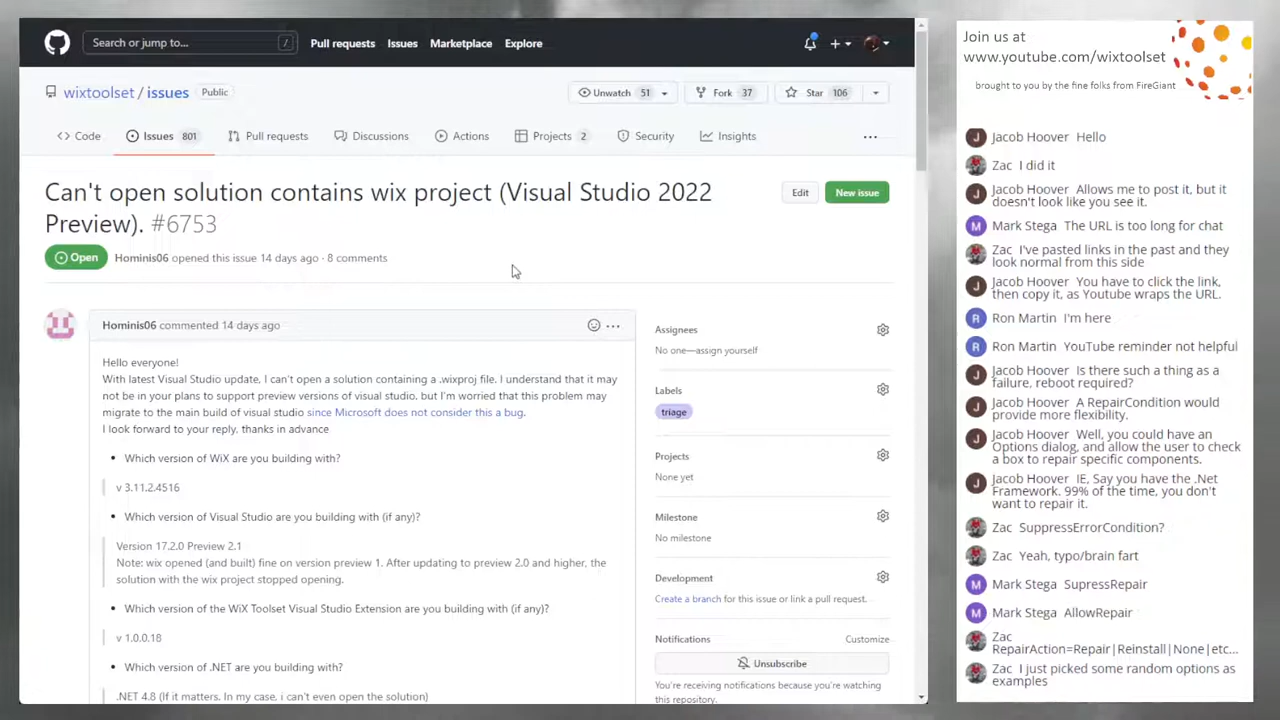 Search or jump to...
/
Pull requests
Issues
Marketplace
Explore
wixtoolset / issues
Public
Unwatch 51
Fork 37
Star 106
Code
Issues 801
Pull requests
Discussions
Actions
Projects 2
Security
Insights
Can't open solution contains wix project (Visual Studio 2022
Preview). #6753
Edit
New issue
Open
Hominis06 opened this issue 14 days ago · 8 comments
Hominis06 commented 14 days ago
Hello everyone!
With latest Visual Studio update, I can't open a solution containing a .wixproj file. I understand that it may
not be in your plans to support preview versions of visual studio, but I'm worried that this problem may
migrate to the main build of visual studio since Microsoft does not consider this a bug.
I look forward to your reply, thanks in advance
• Which version of WiX are you building with?
v 3.11.2.4516
• Which version of Visual Studio are you building with (if any)?
Version 17.2.0 Preview 2.1
Note: wix opened (and built) fine on version preview 1. After updating to preview 2.0 and higher, the
solution with the wix project stopped opening.
• Which version of the WiX Toolset Visual Studio Extension are you building with (if any)?
v 1.0.0.18
• Which version of .NET are you building with?
.NET 4.8 (If it matters. In my case, i can't even open the solution)
Assignees
No one—assign yourself
Labels
triage
Projects
None yet
Milestone
No milestone
Development
Create a branch for this issue or link a pull request.
Notifications
Customize
Unsubscribe
You're receiving notifications because you're watching
this repository.
Join us at
www.youtube.com/wixtoolset
brought to you by the fine folks from FireGiant
J Jacob Hoover Hello
Zac I did it
J Jacob Hoover Allows me to post it, but it
doesn't look like you see it.
M Mark Stega The URL is too long for chat
Zac I've pasted links in the past and they
look normal from this side
J Jacob Hoover You have to click the link,
then copy it, as Youtube wraps the URL.
R Ron Martin I'm here
R Ron Martin YouTube reminder not helpful
J Jacob Hoover Is there such a thing as a
failure, reboot required?
J Jacob Hoover A RepairCondition would
provide more flexibility.
J Jacob Hoover Well, you could have an
Options dialog, and allow the user to check
a box to repair specific components.
J Jacob Hoover IE, Say you have the .Net
Framework. 99% of the time, you don't
want to repair it.
Zac SuppressErrorCondition?
Zac Yeah, typo/brain fart
M Mark Stega SupressRepair
M Mark Stega AllowRepair
Zac
RepairAction=Repair|Reinstall|None|etc...
Zac I just picked some random options as
examples